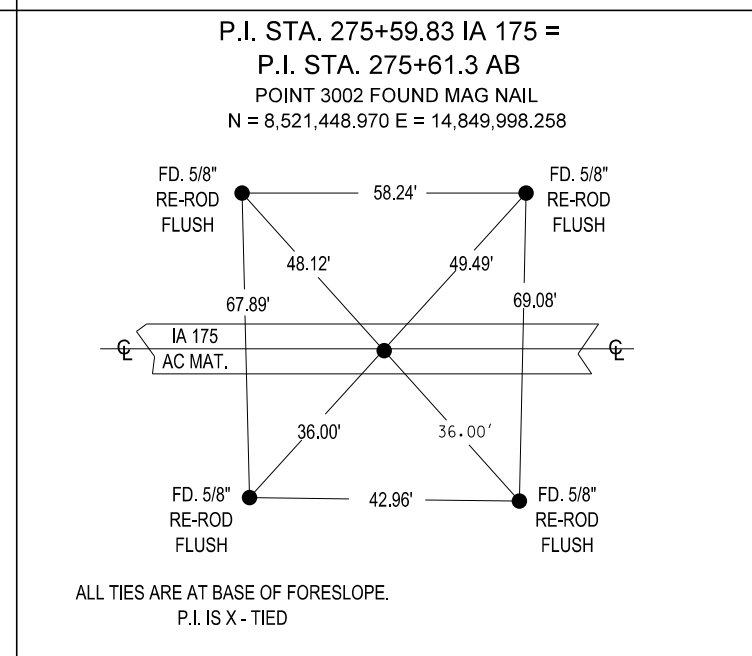 P.I. STA. 275+59.83 IA 175 =
P.I. STA. 275+61.3 AB
POINT 3002 FOUND MAG NAIL
N = 8,521,448.970 E = 14,849,998.258
FD. 5/8"
RE-ROD
FLUSH
58.24'
FD. 5/8"
RE-ROD
FLUSH
48.12'
49.49'
67.89'
69.08'
℄
IA 175
AC MAT.
℄
36.00'
36.00'
FD. 5/8"
RE-ROD
FLUSH
42.96'
FD. 5/8"
RE-ROD
FLUSH
ALL TIES ARE AT BASE OF FORESLOPE.
P.I. IS X - TIED